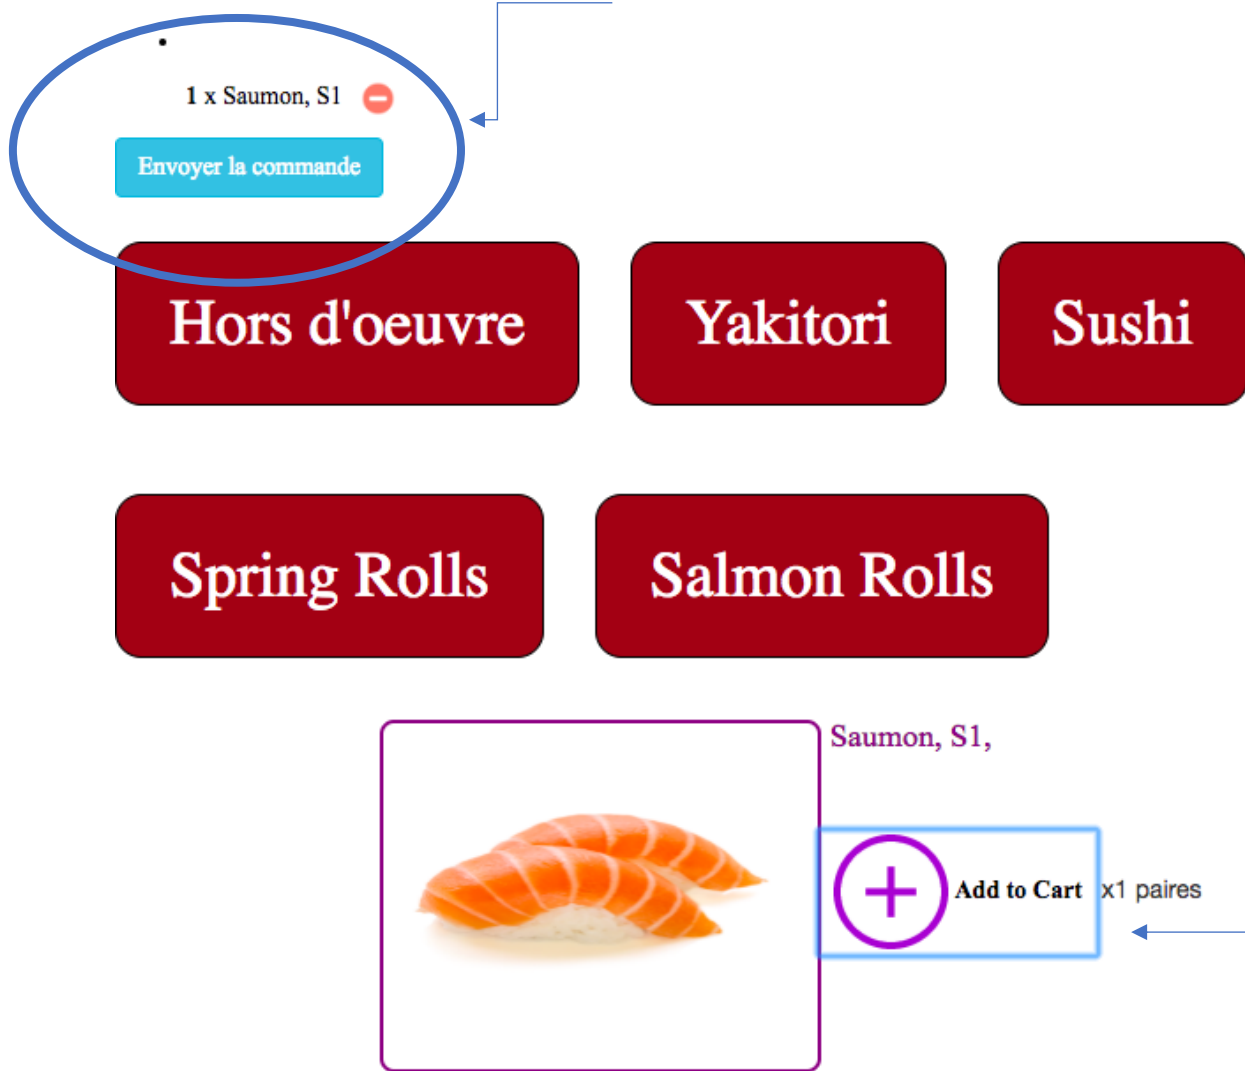 1 x Saumon, S1
Envoyer la commande
Hors d'oeuvre
Yakitori
Sushi
Spring Rolls
Salmon Rolls
Saumon, S1,
Add to Cart x1 paires